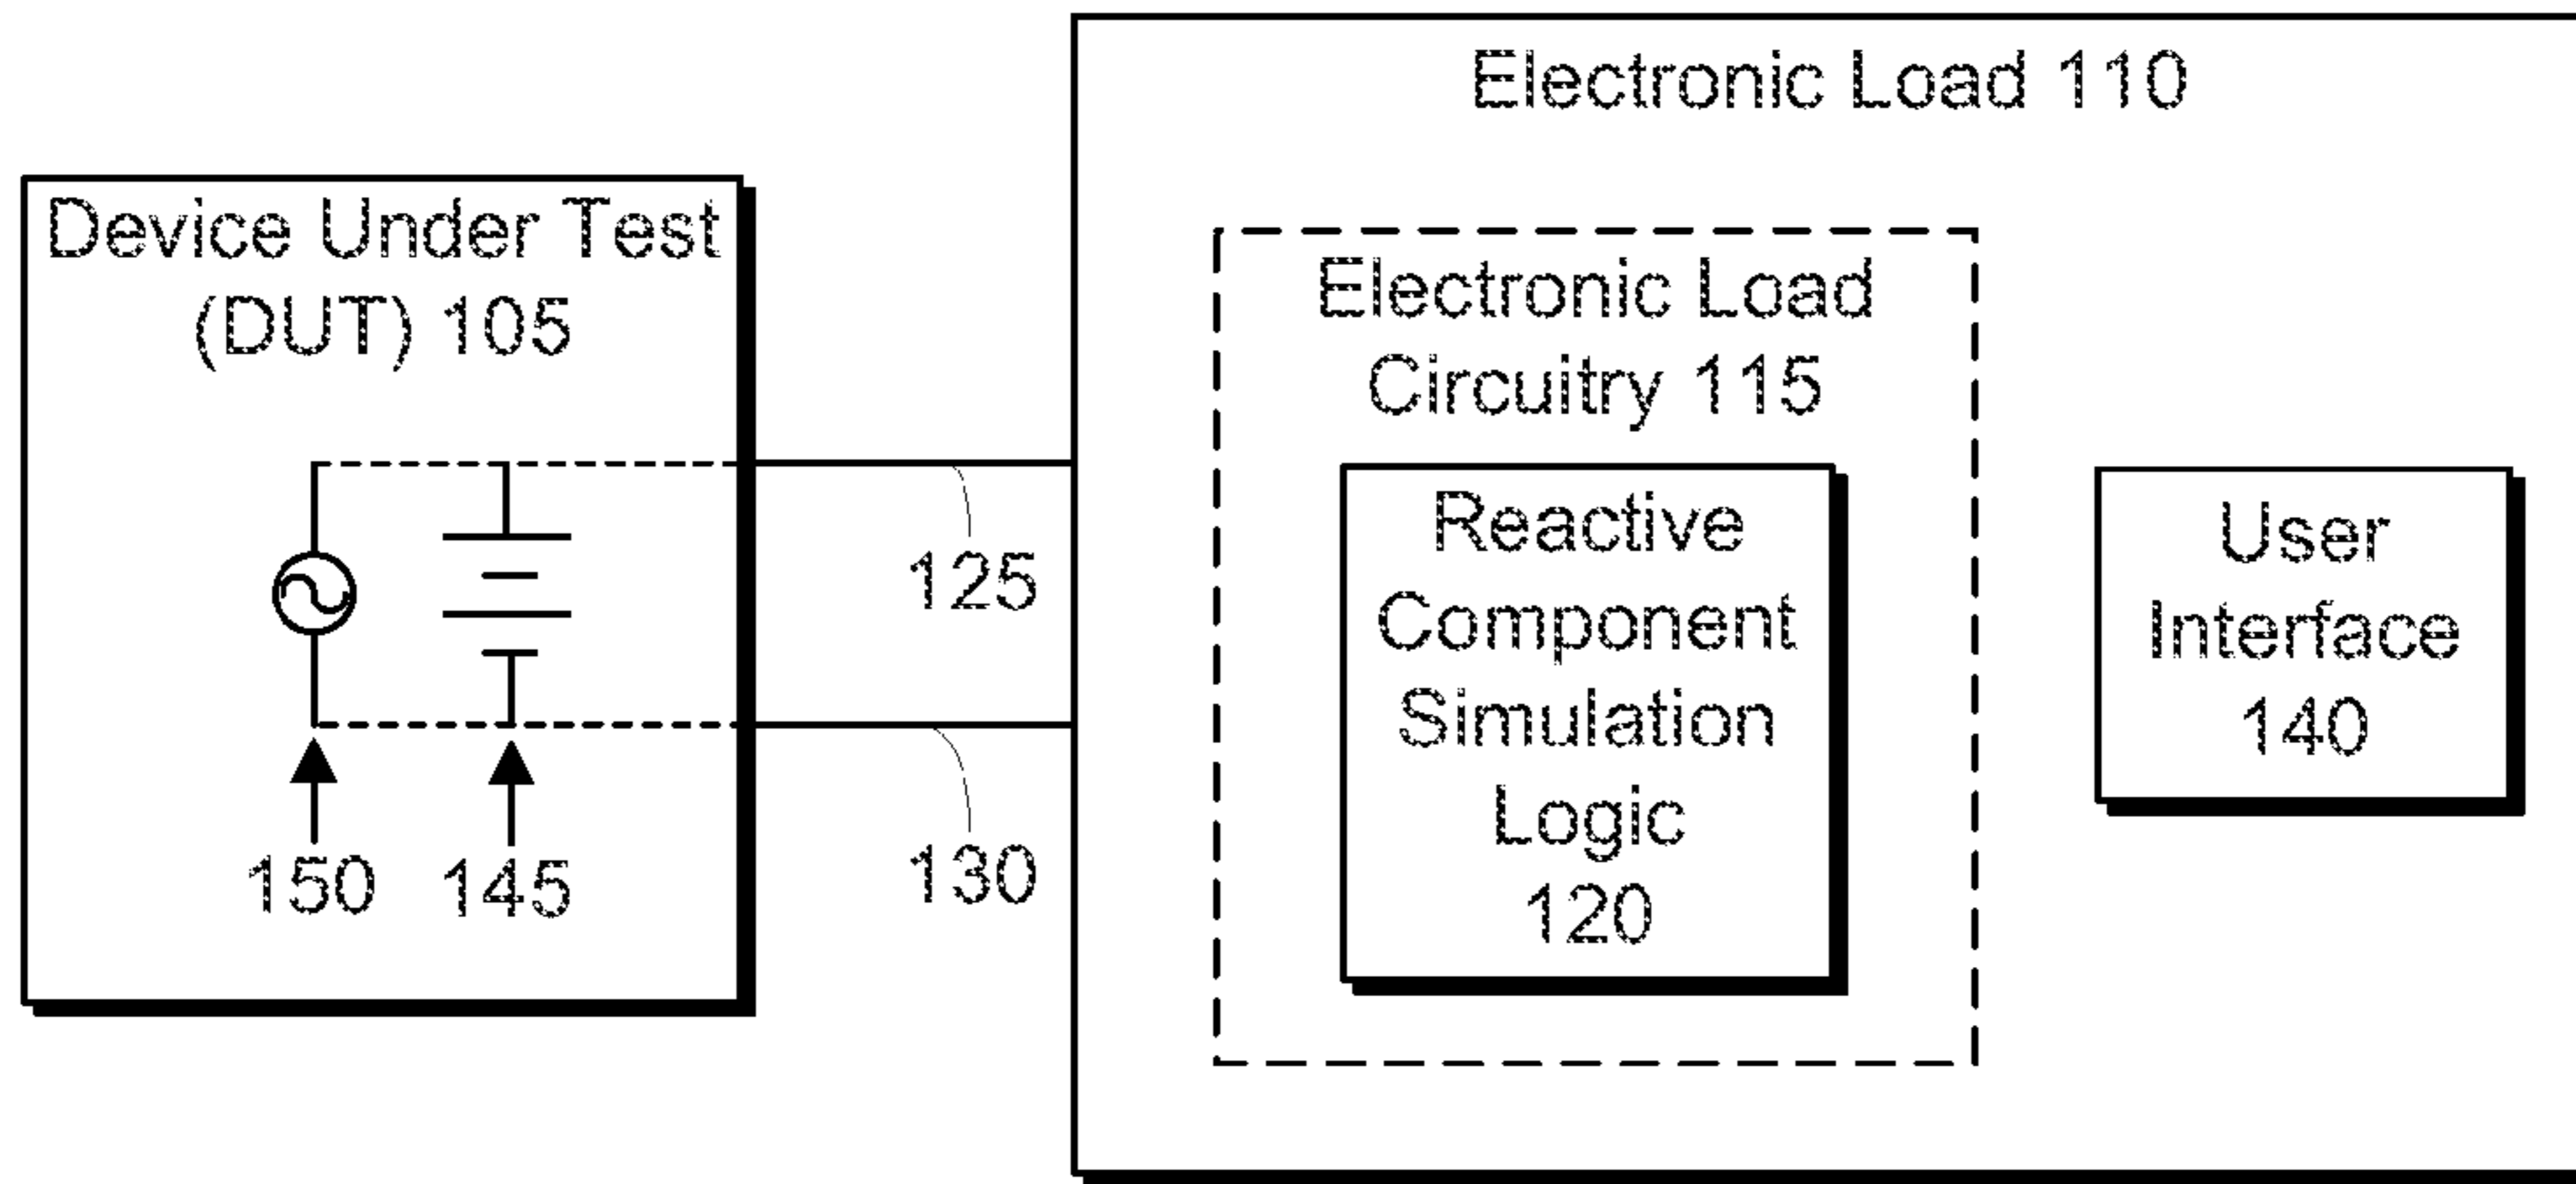 Electronic Load 110
Device Under Test
(DUT) 105
150
145
125
130
Electronic Load
Circuitry 115
Reactive
Component
Simulation
Logic
120
User
Interface
140